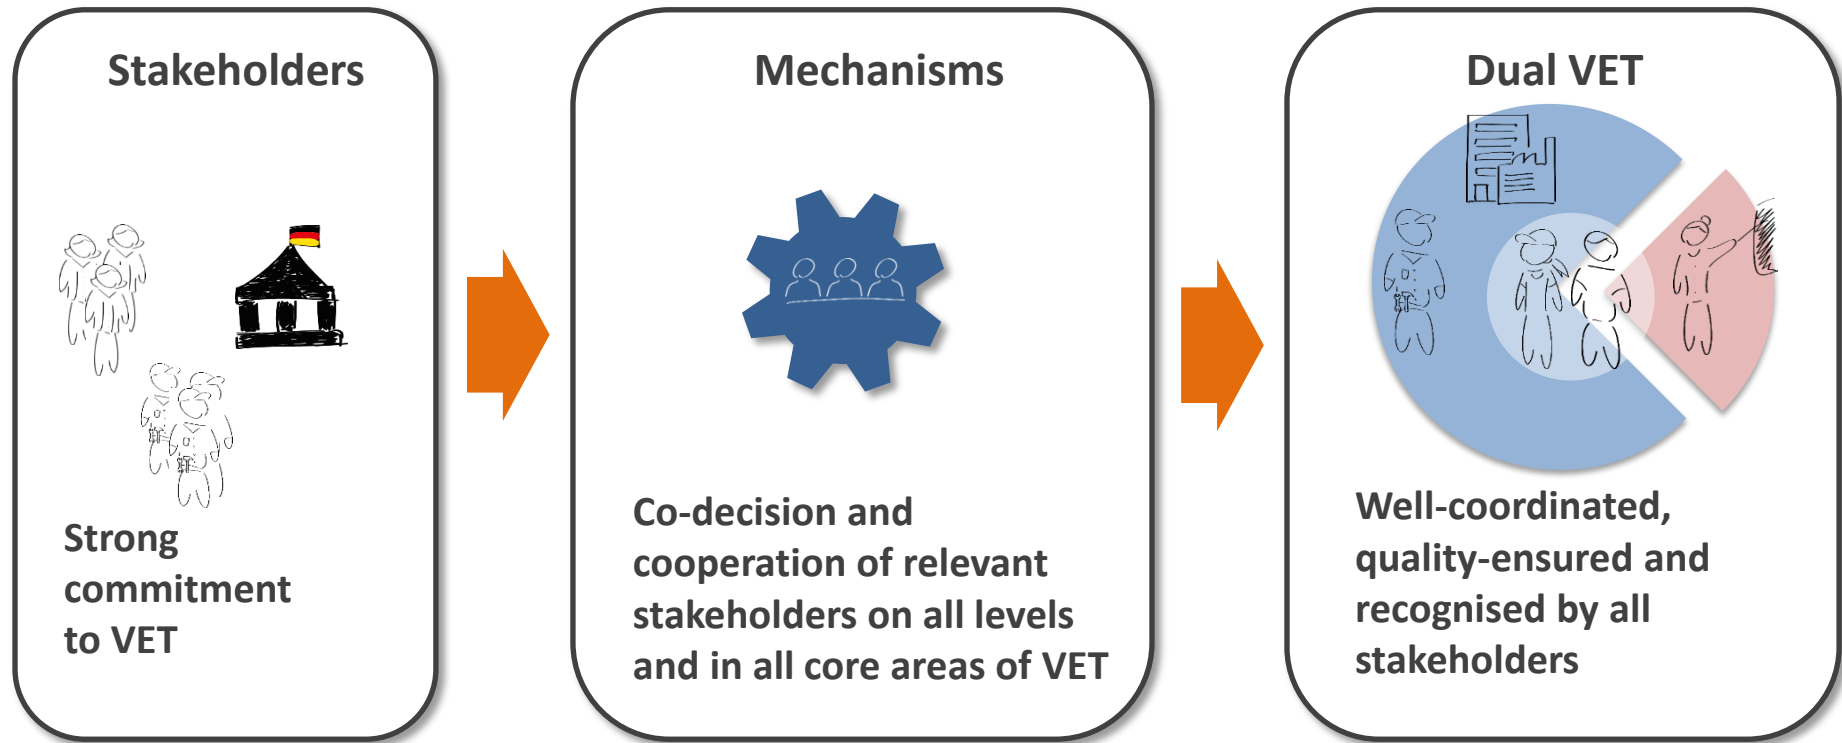 Stakeholders
Strong
commitment
to VET
Mechanisms
Co-decision and
cooperation of relevant
stakeholders on all levels
and in all core areas of VET
Dual VET
Well-coordinated,
quality-ensured and
recognised by all
stakeholders